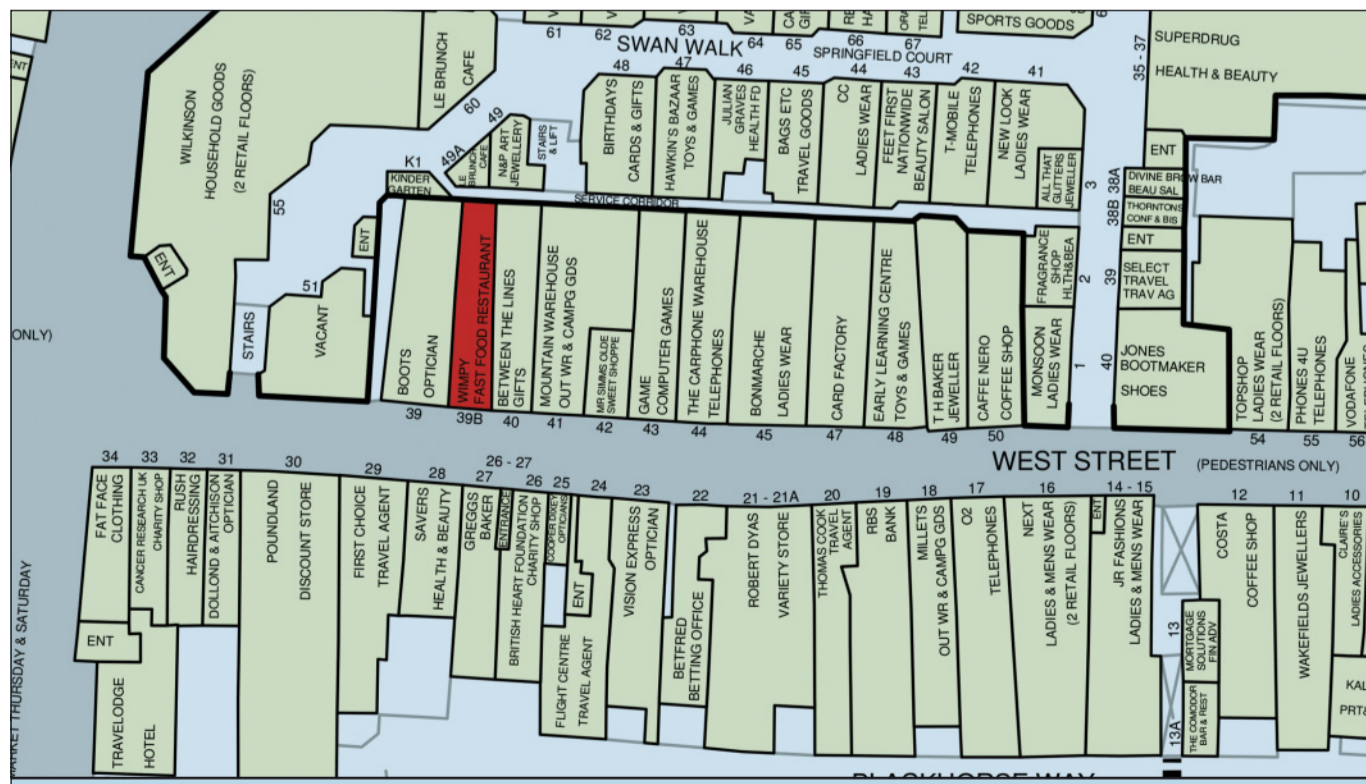 61
62
63
64
65
66
67
SPORTS GOODS
SWAN WALK
SPRINGFIELD COURT
35 - 37
SUPERDRUG
HEALTH & BEAUTY
ENT
WILKINSON
HOUSEHOLD GOODS
(2 RETAIL FLOORS)
LE BRUNCH
CAFE
60
49
49A
48
47
46
45
44
43
42
41
LE
BRUNCH
CAFE
N&P ART
JEWELLERY
STAIRS
& LIFT
BIRTHDAYS
CARDS & GIFTS
HAWKIN'S BAZAAR
TOYS & GAMES
JULIAN
GRAVES
HEALTH FD
BAGS ETC
TRAVEL GOODS
CC
LADIES WEAR
FEET FIRST
NATIONWIDE
BEAUTY SALON
T-MOBILE
TELEPHONES
NEW LOOK
LADIES WEAR
ALL THAT
GLITTERS
JEWELLER
3
38A
38B
ENT
DIVINE BROW BAR
BEAU SAL
THORNTONS
CONF & BIS
ENT
39
SELECT
TRAVEL
TRAV AG
K1
KINDER
GARTEN
SERVICE CORRIDOR
55
ENT
ENT
51
STAIRS
VACANT
BOOTS
OPTICIAN
WIMPY
FAST FOOD RESTAURANT
BETWEEN THE LINES
GIFTS
MOUNTAIN WAREHOUSE
OUT WR & CAMPG GDS
MR SIMMS OLDE
SWEET SHOPPE
GAME
COMPUTER GAMES
THE CARPHONE WAREHOUSE
TELEPHONES
BONMARCHE
LADIES WEAR
CARD FACTORY
EARLY LEARNING CENTRE
TOYS & GAMES
T H BAKER
JEWELLER
CAFFE NERO
COFFEE SHOP
FRAGRANCE
SHOP
HLTH&BEA
2
MONSOON
LADIES WEAR
1
40
JONES
BOOTMAKER
SHOES
TOPSHOP
LADIES WEAR
(2 RETAIL FLOORS)
PHONES 4U
TELEPHONES
VODAFONE
ONLY)
39
39B
40
41
42
43
44
45
47
48
49
50
54
55
56
WEST STREET
(PEDESTRIANS ONLY)
34
33
32
31
30
29
28
26 - 27
27
26
25
24
23
22
21 - 21A
20
19
18
17
16
14 - 15
12
11
10
FAT FACE
CLOTHING
CANCER RESEARCH UK
CHARITY SHOP
RUSH
HAIRDRESSING
DOLLOND & AITCHISON
OPTICIAN
POUNDLAND
DISCOUNT STORE
FIRST CHOICE
TRAVEL AGENT
SAVERS
HEALTH & BEAUTY
GREGGS
BAKER
ENTRANCE
BRITISH HEART FOUNDATION
CHARITY SHOP
COOPER DIXEY
OPTICIANS
FLIGHT CENTRE
TRAVEL AGENT
ENT
VISION EXPRESS
OPTICIAN
BETFRED
BETTING OFFICE
ROBERT DYAS
VARIETY STORE
THOMAS COOK
TRAVEL
AGENT
RBS
BANK
MILLETS
OUT WR & CAMPG GDS
O2
TELEPHONES
NEXT
LADIES & MENS WEAR
(2 RETAIL FLOORS)
ENT
JR FASHIONS
LADIES & MENS WEAR
13
MORTGAGE
SOLUTIONS
FIN ADV
13A
THE COMODOR
BAR & REST
COSTA
COFFEE SHOP
WAKEFIELDS JEWELLERS
CLAIRE'S
LADIES ACCESSORIES
KAL
PRT&
ENT
TRAVELODGE
HOTEL
MARKET THURSDAY & SATURDAY
BLACKHORSE WAY